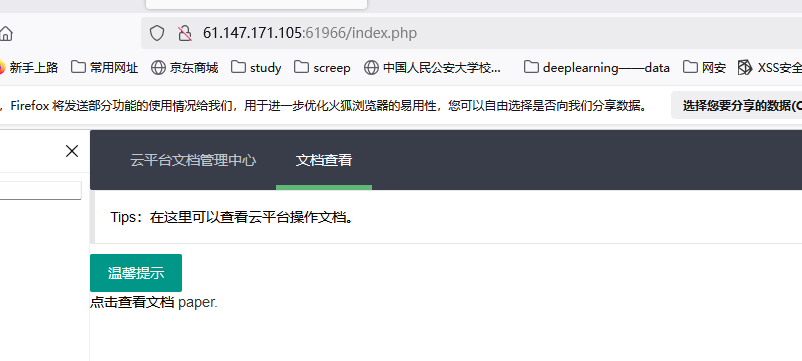 61.147.171.105:61966/index.php
新手上路 常用网址 京东商城 study screep 中国人民公安大学校... deeplearning——data 网安 XSS安全
，Firefox 将发送部分功能的使用情况给我们，用于进一步优化火狐浏览器的易用性，您可以自由选择是否向我们分享数据。 选择您要分享的数据(C
云平台文档管理中心 文档查看
Tips：在这里可以查看云平台操作文档。
温馨提示
点击查看文档 paper.